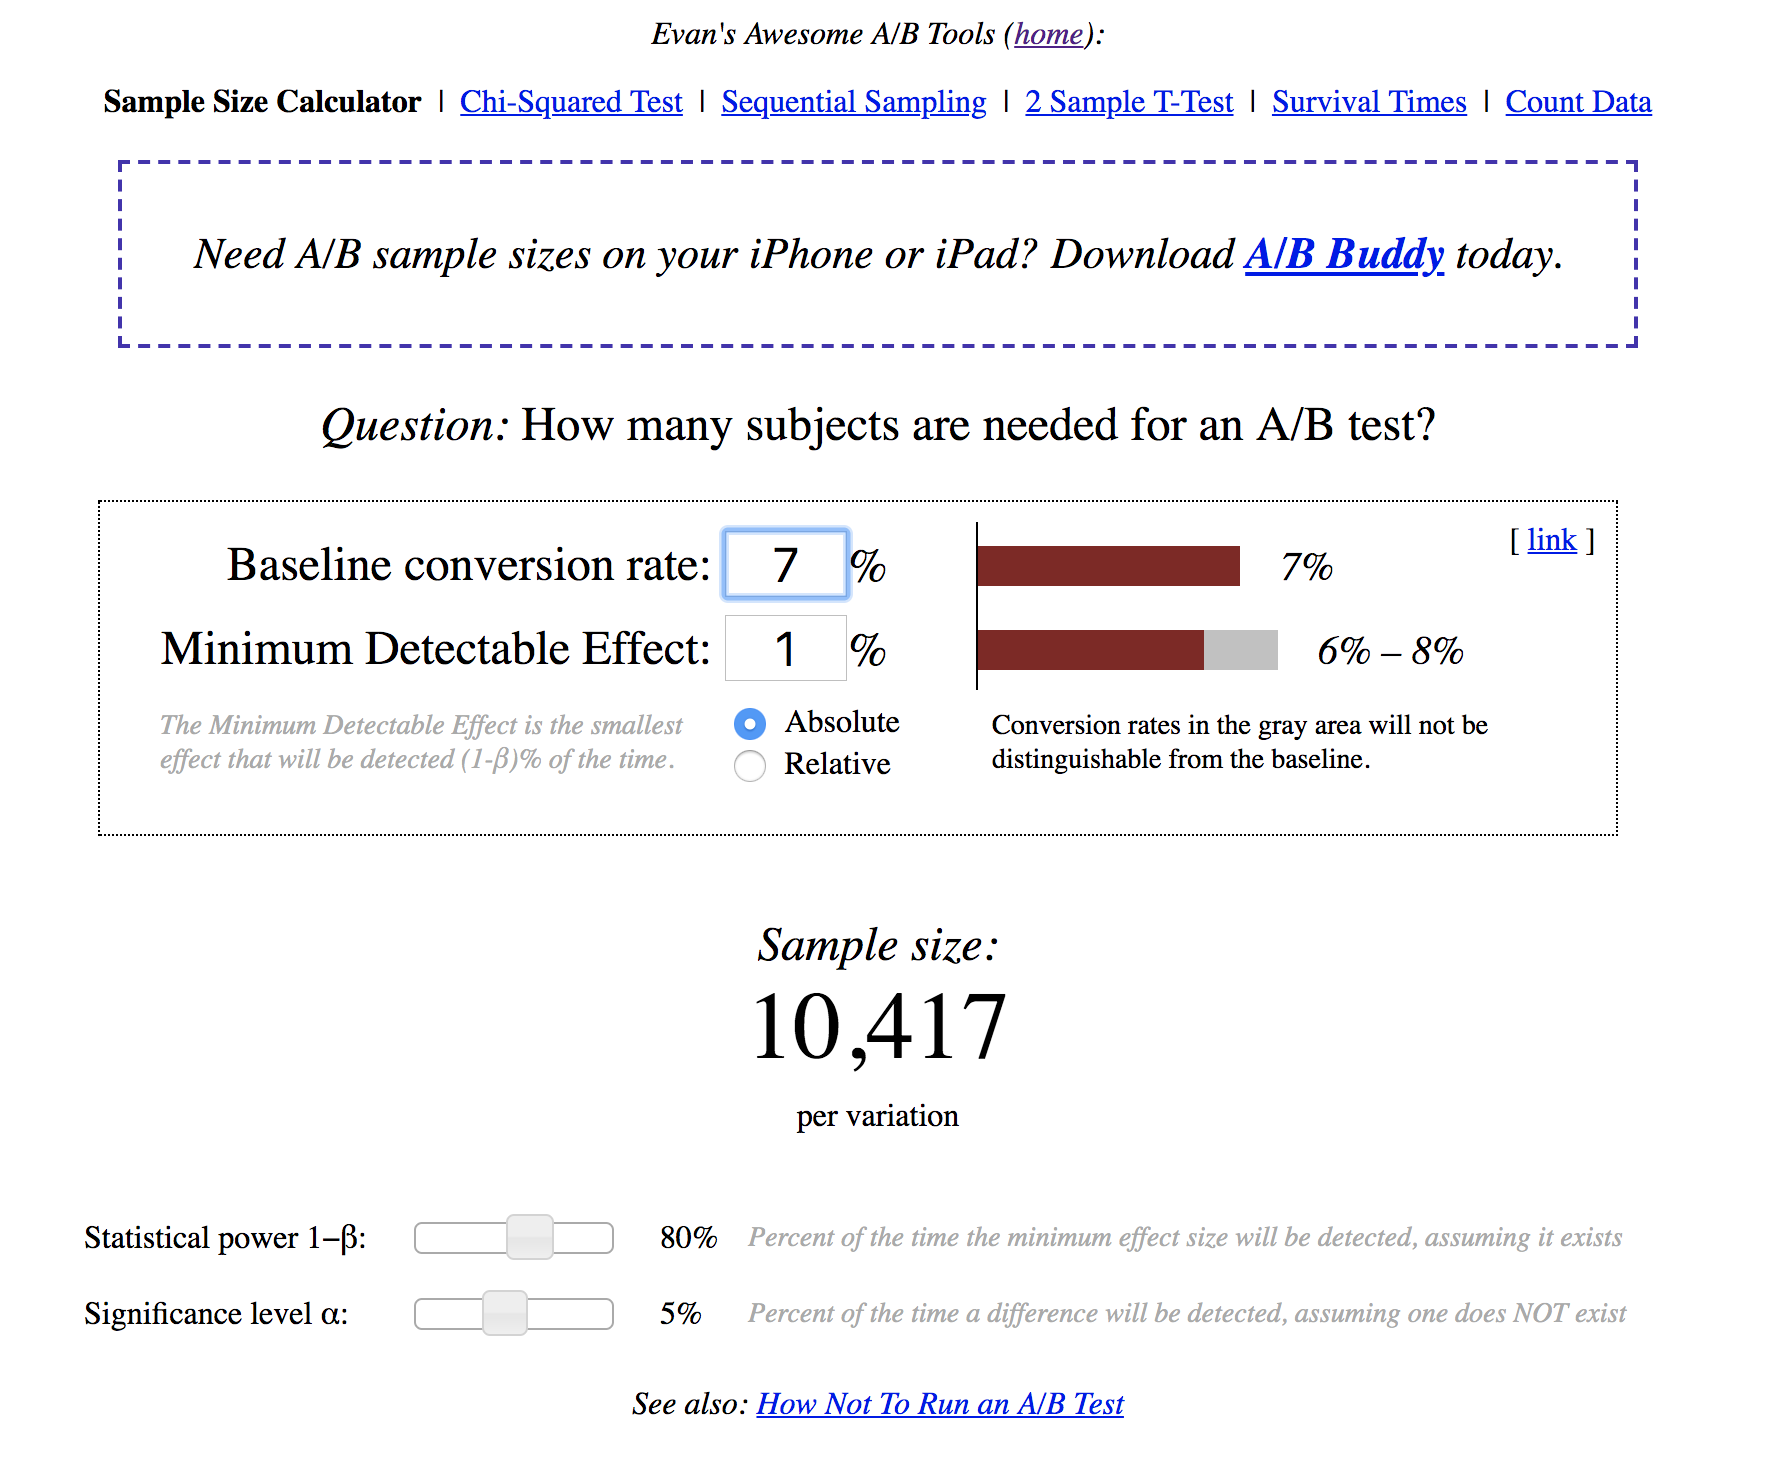 Evan's Awesome A/B Tools (home):
Sample Size Calculator | Chi-Squared Test | Sequential Sampling | 2 Sample T-Test | Survival Times | Count Data
Need A/B sample sizes on your iPhone or iPad? Download A/B Buddy today.
Question: How many subjects are needed for an A/B test?
Baseline conversion rate: 7 % 7% [ link ]
Minimum Detectable Effect: 1 % 6% – 8%
The Minimum Detectable Effect is the smallest
effect that will be detected (1-β)% of the time.
Absolute
Relative
Conversion rates in the gray area will not be
distinguishable from the baseline.
Sample size:
10,417
per variation
Statistical power 1−β: 80% Percent of the time the minimum effect size will be detected, assuming it exists
Significance level α: 5% Percent of the time a difference will be detected, assuming one does NOT exist
See also: How Not To Run an A/B Test